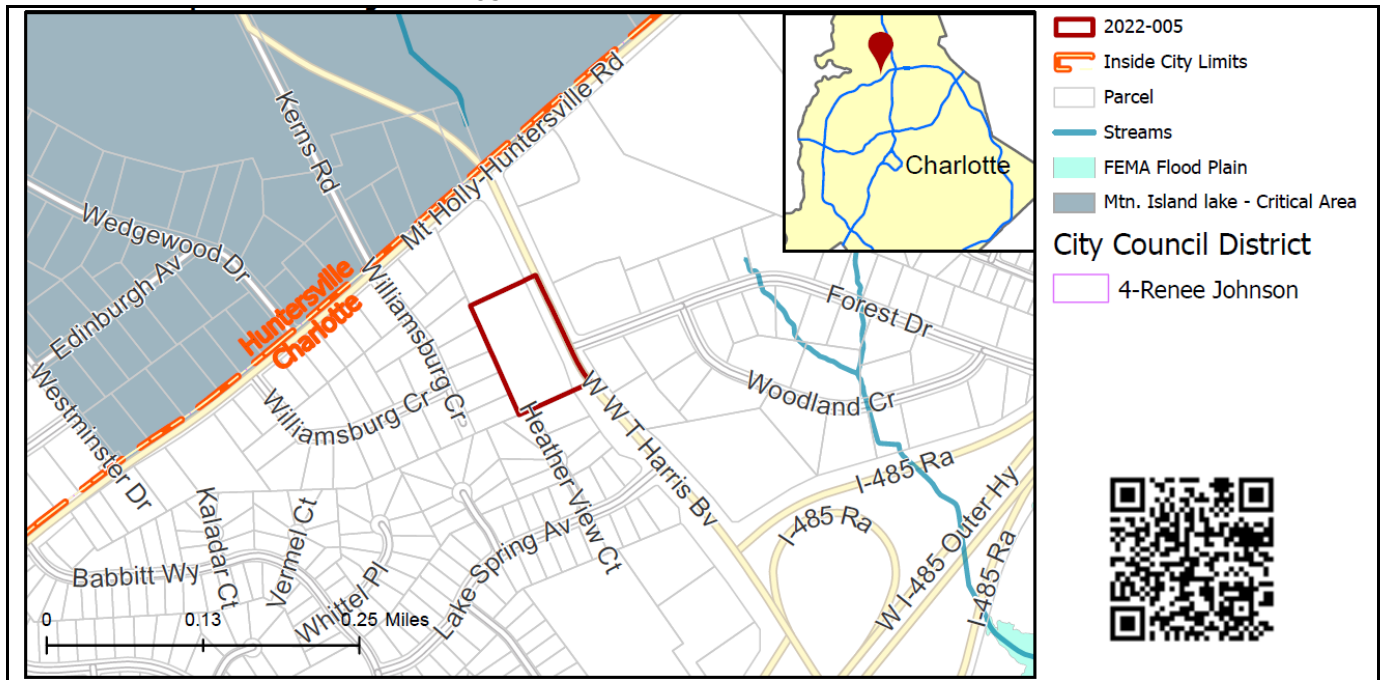 Kerns Rd
Mt Holly-Huntersville Rd
Wedgewood Dr
Edinburgh Av
Huntersville
Charlotte
Williamsburg Cr
Westminster Dr
Williamsburg Cr
Forest Dr
Woodland Cr
W W T Harris Bv
Heather View Ct
I-485 Ra
I-485 Ra
W I-485 Outer Hy
I-485 Ra
Kaladar Ct
Vermel Ct
Babbitt Wy
Whittel Pl
Lake Spring Av
0
0.13
0.25 Miles
Charlotte
2022-005
Inside City Limits
Parcel
Streams
FEMA Flood Plain
Mtn. Island lake - Critical Area
City Council District
4-Renee Johnson